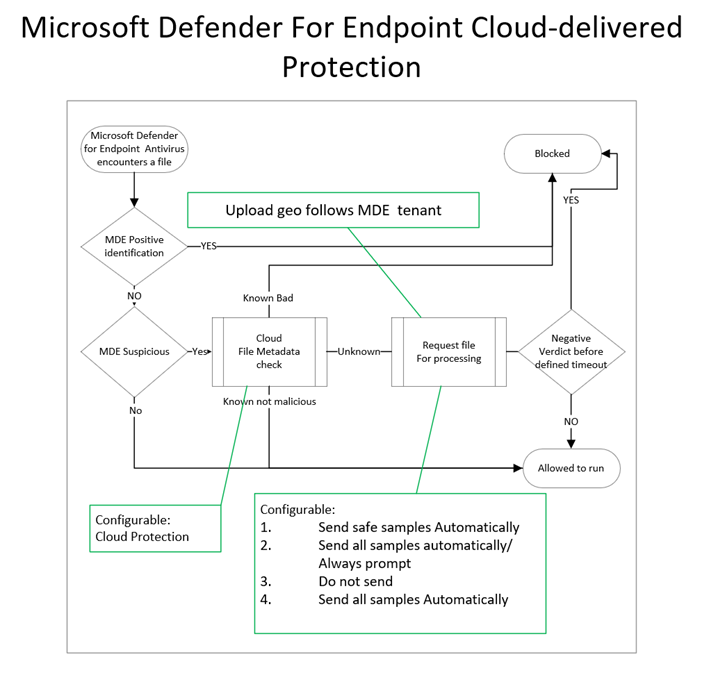 Microsoft Defender For Endpoint Cloud-delivered
Protection
Microsoft Defender
for Endpoint Antivirus
encounters a file
Blocked
Upload geo follows MDE tenant
YES
MDE Positive
identification
YES
NO
Known Bad
MDE Suspicious
Yes
Cloud
File Metadata
check
Unknown
Request file
For processing
Negative
Verdict before
defined timeout
No
Known not malicious
NO
Allowed to run
Configurable:
Cloud Protection
Configurable:
1. Send safe samples Automatically
2. Send all samples automatically/
Always prompt
3. Do not send
4. Send all samples Automatically